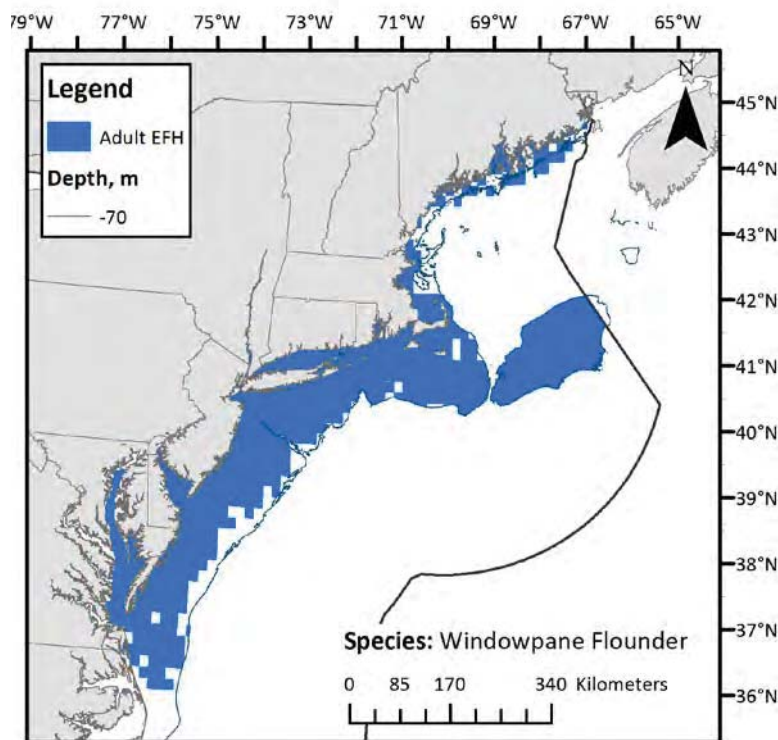 79°W 77°W 75°W 73°W 71°W 69°W 67°W 65°W
Legend
Adult EFH
Depth, m
-70
N
45°N
44°N
43°N
42°N
41°N
40°N
39°N
38°N
37°N
36°N
Species: Windowpane Flounder
0 85 170 340 Kilometers